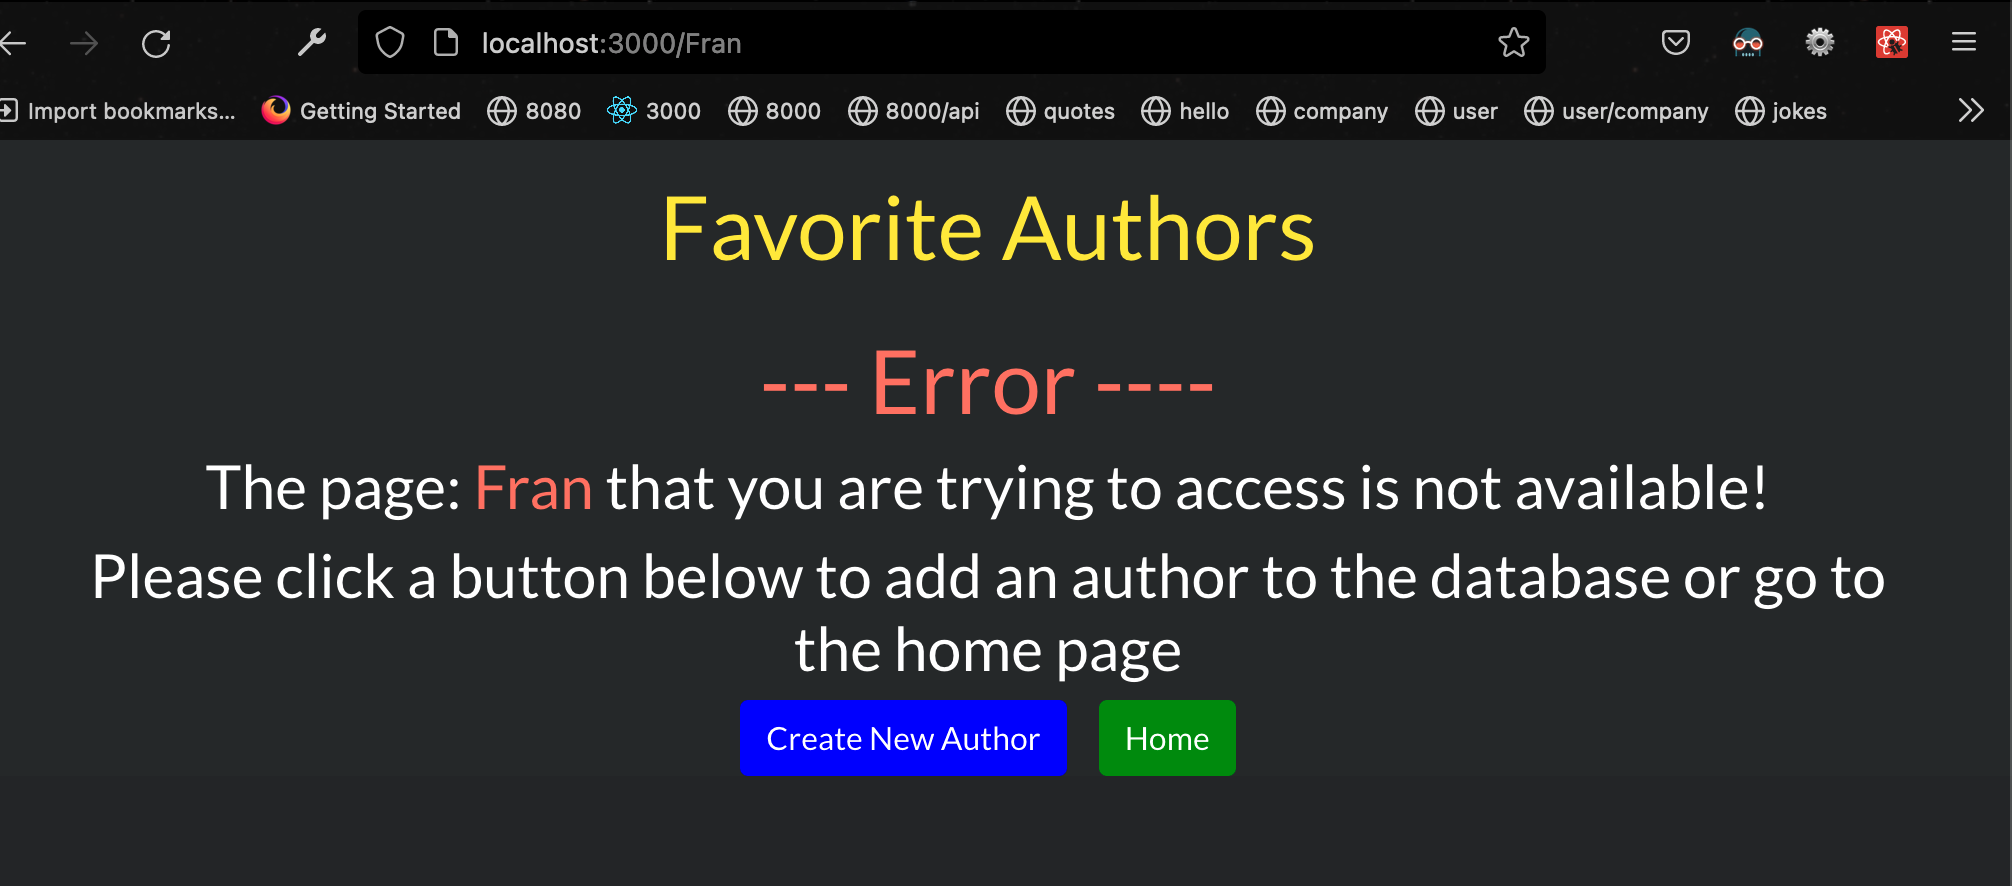 localhost:3000/Fran
Import bookmarks... Getting Started 8080 3000 8000 8000/api quotes hello company user user/company jokes
Favorite Authors
--- Error ----
The page: Fran that you are trying to access is not available!
Please click a button below to add an author to the database or go to
the home page
Create New Author Home